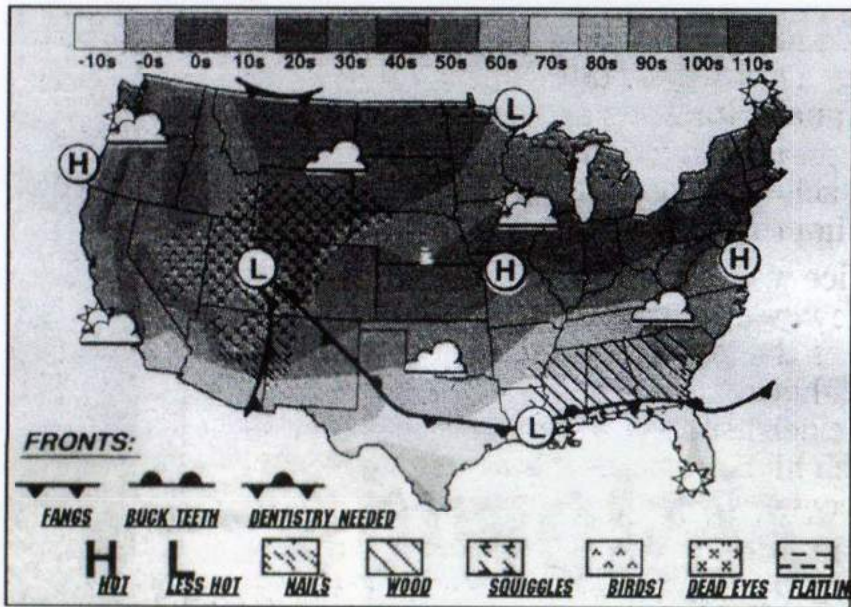 -10s -0s 0s 10s 20s 30s 40s 50s 60s 70s 80s 90s 100s 110s
L
H
L
H
H
L
FRONTS:
FANGS BUCK TEETH DENTISTRY NEEDED
H L
HOT LESS HOT NAILS WOOD SQUIGGLES BIRDS? DEAD EYES FLATLIN